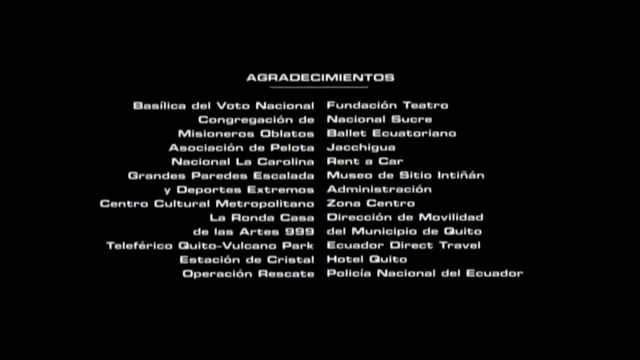 AGRADECIMIENTOS
Basílica del Voto Nacional
Congregación de
Misioneros Oblatos
Asociación de Pelota
Nacional La Carolina
Grandes Paredes Escalada
y Deportes Extremos
Centro Cultural Metropolitano
La Ronda Casa
de las Artes 999
Teleférico Quito-Vulcano Park
Estación de Cristal
Operación Rescate
Fundación Teatro
Nacional Sucre
Ballet Ecuatoriano
Jacchigua
Rent a Car
Museo de Sitio Intiñán
Administración
Zona Centro
Dirección de Movilidad
del Municipio de Quito
Ecuador Direct Travel
Hotel Quito
Policía Nacional del Ecuador